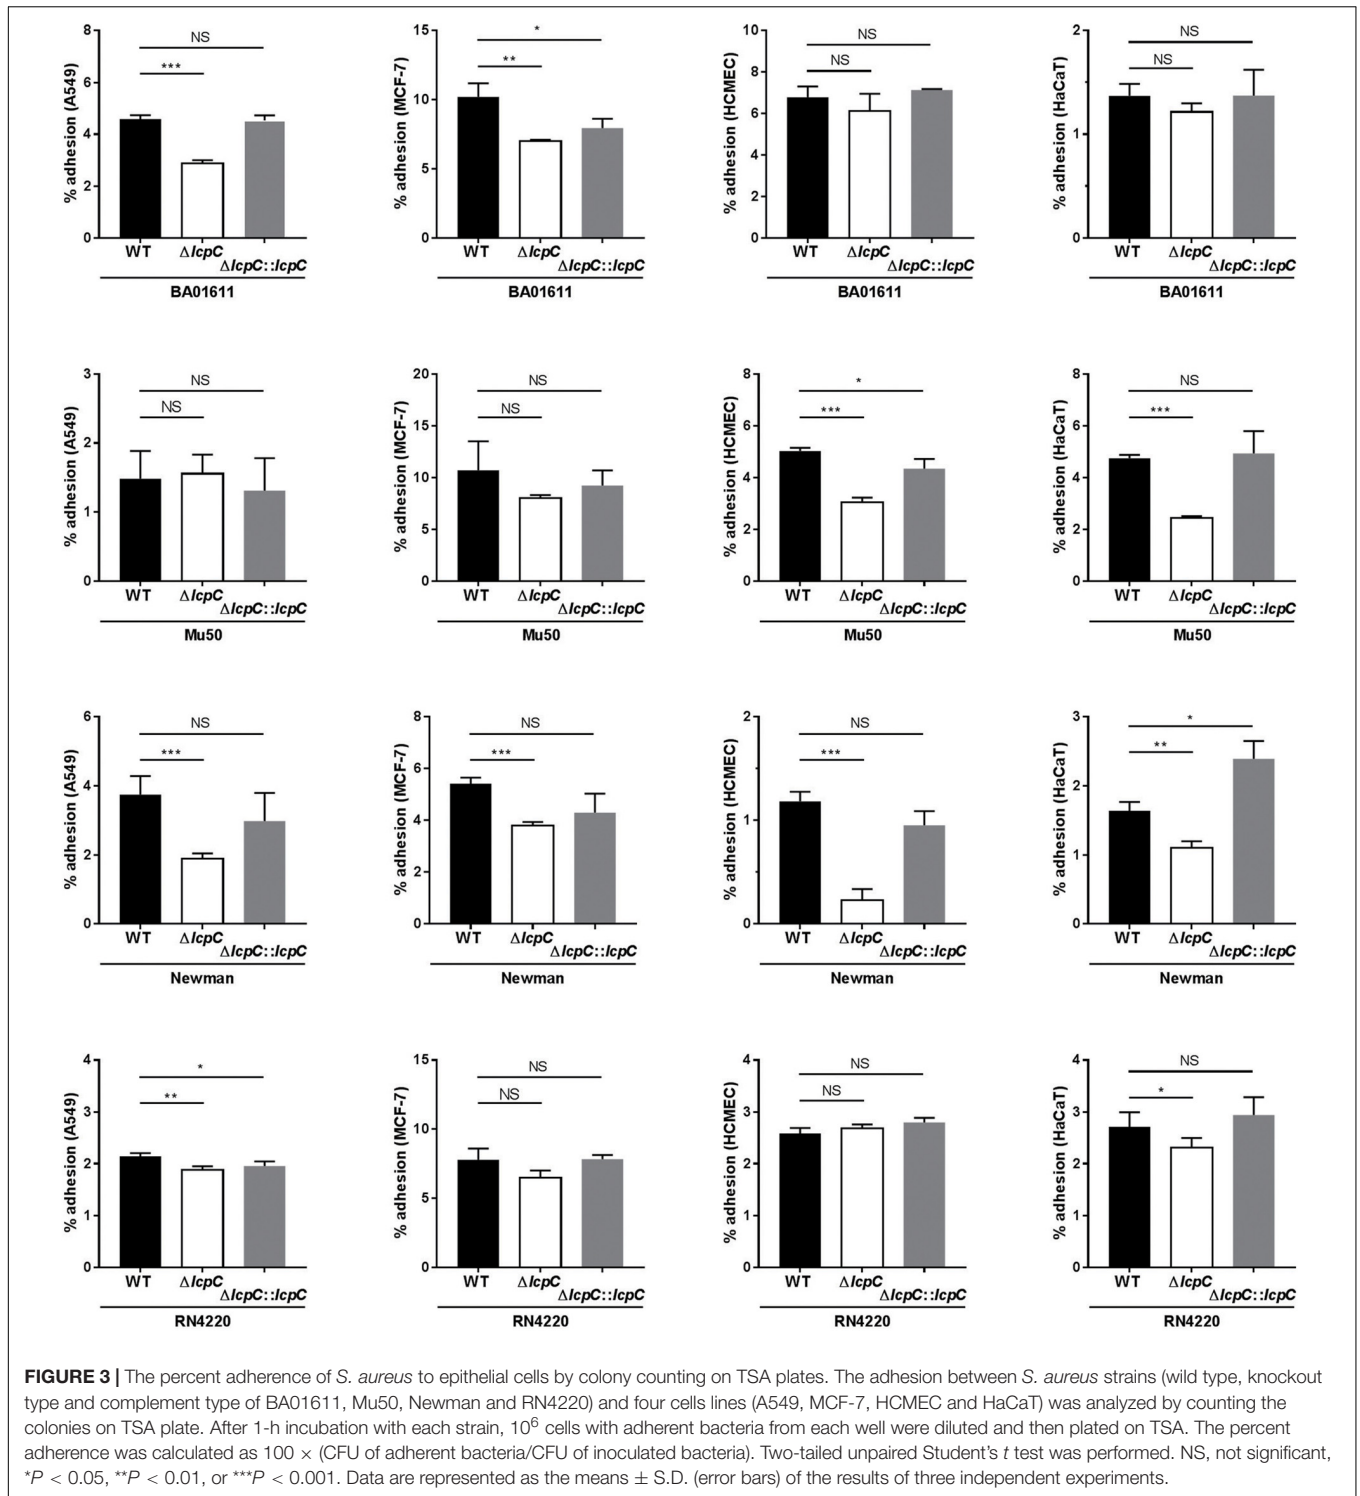 8
6
4
2
0
% adhesion (A549)
NS
***
WT
ΔlcpC
ΔlcpC::lcpC
BA01611
15
10
5
0
% adhesion (MCF-7)
*
**
WT
ΔlcpC
ΔlcpC::lcpC
BA01611
10
8
6
4
2
0
% adhesion (HCMEC)
NS
NS
WT
ΔlcpC
ΔlcpC::lcpC
BA01611
2
1
0
% adhesion (HaCaT)
NS
NS
WT
ΔlcpC
ΔlcpC::lcpC
BA01611
3
2
1
0
% adhesion (A549)
NS
NS
WT
ΔlcpC
ΔlcpC::lcpC
Mu50
20
15
10
5
0
% adhesion (MCF-7)
NS
NS
WT
ΔlcpC
ΔlcpC::lcpC
Mu50
8
6
4
2
0
% adhesion (HCMEC)
*
***
WT
ΔlcpC
ΔlcpC::lcpC
Mu50
8
6
4
2
0
% adhesion (HaCaT)
NS
***
WT
ΔlcpC
ΔlcpC::lcpC
Mu50
6
4
2
0
% adhesion (A549)
NS
***
WT
ΔlcpC
ΔlcpC::lcpC
Newman
8
6
4
2
0
% adhesion (MCF-7)
NS
***
WT
ΔlcpC
ΔlcpC::lcpC
Newman
2
1
0
% adhesion (HCMEC)
NS
***
WT
ΔlcpC
ΔlcpC::lcpC
Newman
3
2
1
0
% adhesion (HaCaT)
*
**
WT
ΔlcpC
ΔlcpC::lcpC
Newman
4
3
2
1
0
% adhesion (A549)
*
**
WT
ΔlcpC
ΔlcpC::lcpC
RN4220
15
10
5
0
% adhesion (MCF-7)
NS
NS
WT
ΔlcpC
ΔlcpC::lcpC
RN4220
4
3
2
1
0
% adhesion (HCMEC)
NS
NS
WT
ΔlcpC
ΔlcpC::lcpC
RN4220
4
3
2
1
0
% adhesion (HaCaT)
NS
*
WT
ΔlcpC
ΔlcpC::lcpC
RN4220
FIGURE 3 | The percent adherence of S. aureus to epithelial cells by colony counting on TSA plates. The adhesion between S. aureus strains (wild type, knockout
type and complement type of BA01611, Mu50, Newman and RN4220) and four cells lines (A549, MCF-7, HCMEC and HaCaT) was analyzed by counting the
colonies on TSA plate. After 1-h incubation with each strain, 10⁶ cells with adherent bacteria from each well were diluted and then plated on TSA. The percent
adherence was calculated as 100 × (CFU of adherent bacteria/CFU of inoculated bacteria). Two-tailed unpaired Student's t test was performed. NS, not significant,
*P < 0.05, **P < 0.01, or ***P < 0.001. Data are represented as the means ± S.D. (error bars) of the results of three independent experiments.